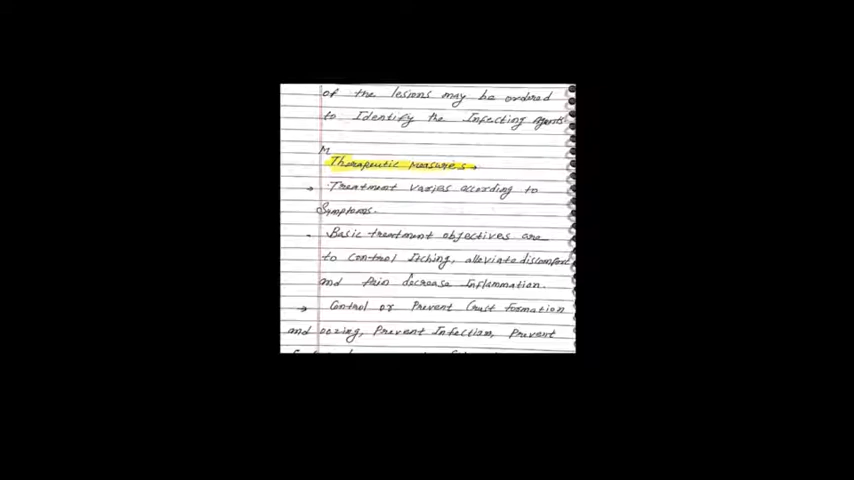 of the lesions may be ordered
to Identify the Infecting agents
M
Therapeutic Measures →
→ Treatment varies according to
Symptoms.
- Basic treatment objectives are
to control Itching, alleviate discomfort
and Pain decrease Inflammation.
→ Control or Prevent Crust Formation
and oozing, Prevent Infection, Prevent